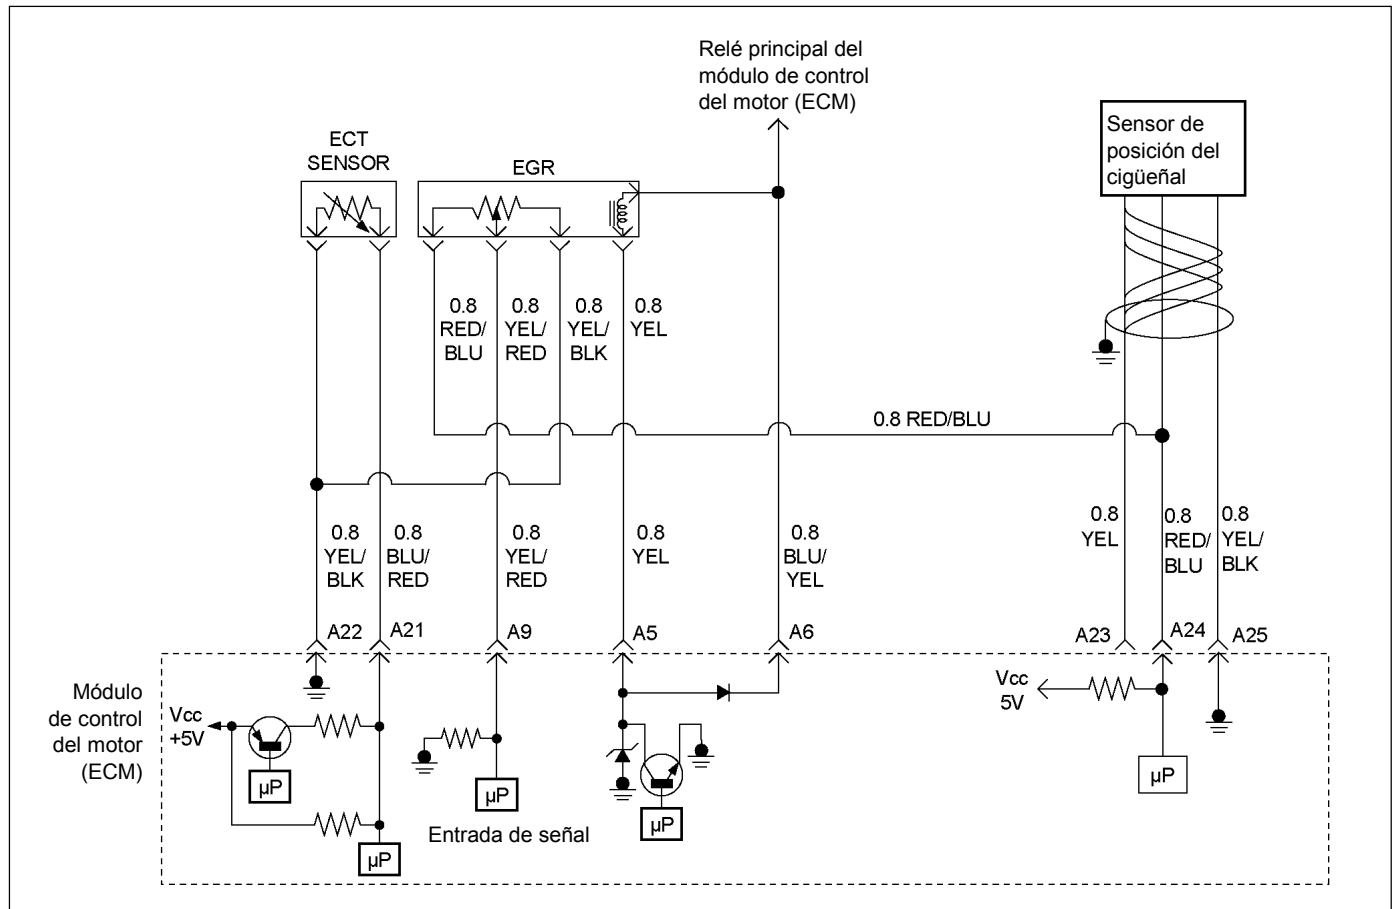 Relé principal del
módulo de control
del motor (ECM)
ECT
SENSOR
EGR
Sensor de
posición del
cigüeñal
0.8
RED/
BLU
0.8
YEL/
RED
0.8
YEL/
BLK
0.8
YEL
0.8 RED/BLU
0.8
YEL/
BLK
0.8
BLU/
RED
0.8
YEL/
RED
0.8
YEL
0.8
BLU/
YEL
0.8
YEL
0.8
RED/
BLU
0.8
YEL/
BLK
A22
A21
A9
A5
A6
A23
A24
A25
Módulo
de control
del motor
(ECM)
Vcc
+5V
µP
µP
µP
Entrada de señal
µP
Vcc
5V
µP